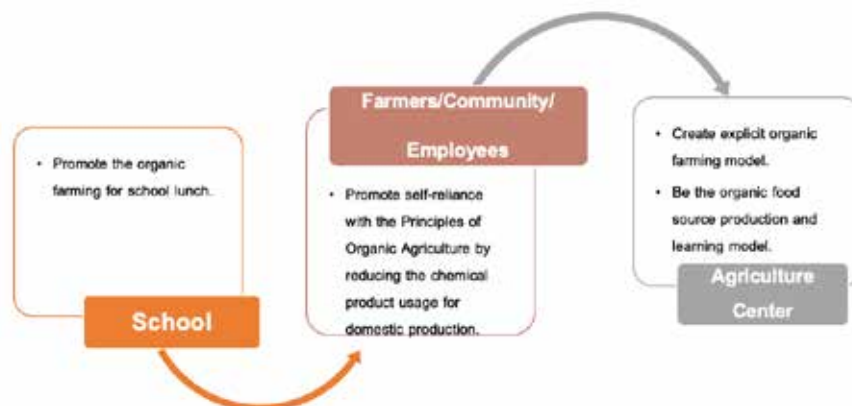 • Promote the organic
farming for school lunch.
School
Farmers/Community/
Employees
• Promote self-reliance
with the Principles of
Organic Agriculture by
reducing the chemical
product usage for
domestic production.
• Create explicit organic
farming model.
• Be the organic food
source production and
learning model.
Agriculture
Center